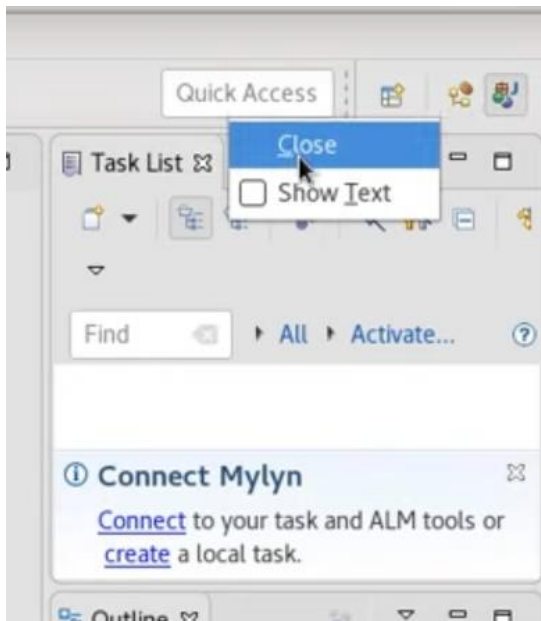 Quick Access
Close
Task List
Show Text
Find
All
Activate...
Connect Mylyn
Connect to your task and ALM tools or
create a local task.
Outline